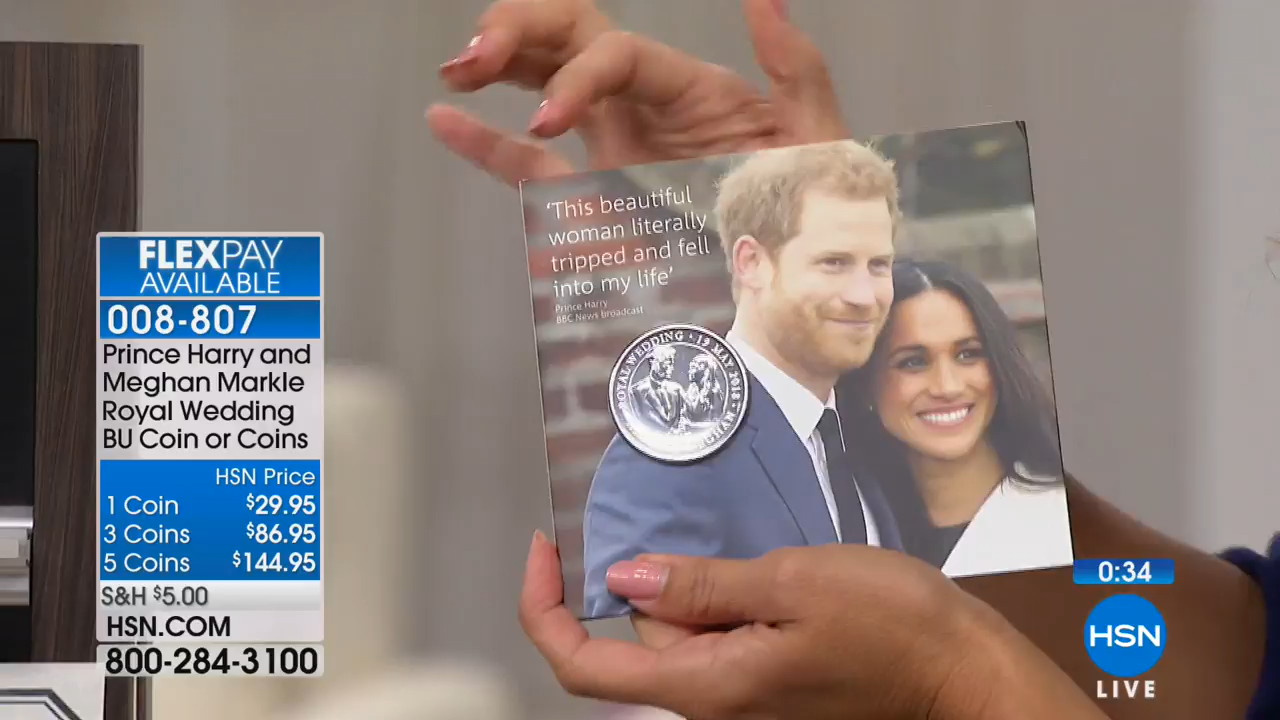 FLEXPAY
AVAILABLE
008-807
Prince Harry and
Meghan Markle
Royal Wedding
BU Coin or Coins
HSN Price
1 Coin $29.95
3 Coins $86.95
5 Coins $144.95
S&H $5.00
HSN.COM
800-284-3100
'This beautiful
woman literally
tripped and fell
into my life'
Prince Harry
BBC News broadcast
ROYAL WEDDING • 19 MAY 2018 •
0:34
HSN
LIVE